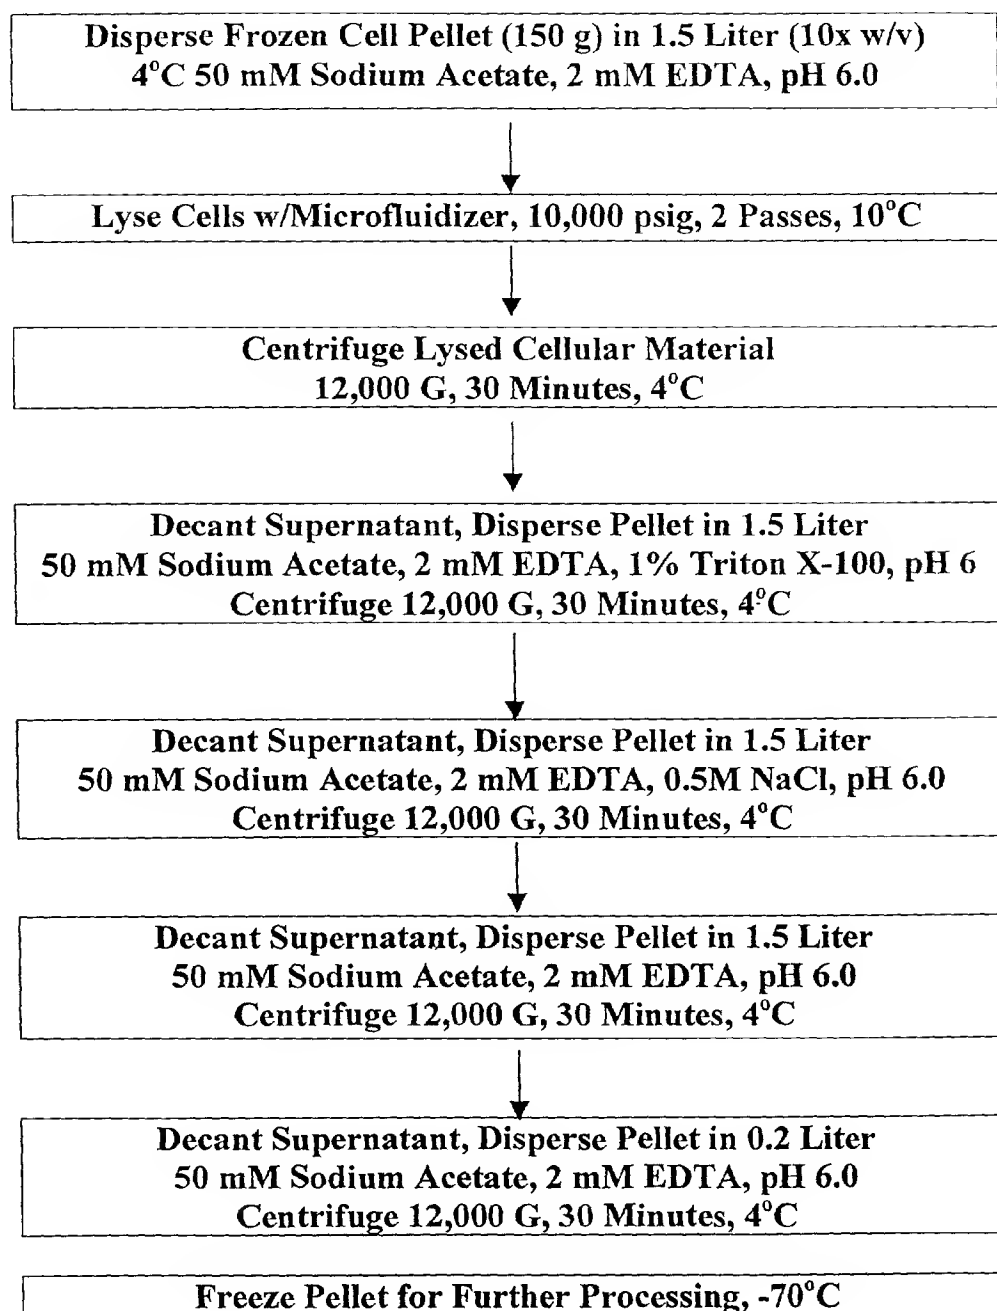 Disperse Frozen Cell Pellet (150 g) in 1.5 Liter (10x w/v)
4°C 50 mM Sodium Acetate, 2 mM EDTA, pH 6.0
Lyse Cells w/Microfluidizer, 10,000 psig, 2 Passes, 10°C
Centrifuge Lysed Cellular Material
12,000 G, 30 Minutes, 4°C
Decant Supernatant, Disperse Pellet in 1.5 Liter
50 mM Sodium Acetate, 2 mM EDTA, 1% Triton X-100, pH 6
Centrifuge 12,000 G, 30 Minutes, 4°C
Decant Supernatant, Disperse Pellet in 1.5 Liter
50 mM Sodium Acetate, 2 mM EDTA, 0.5M NaCl, pH 6.0
Centrifuge 12,000 G, 30 Minutes, 4°C
Decant Supernatant, Disperse Pellet in 1.5 Liter
50 mM Sodium Acetate, 2 mM EDTA, pH 6.0
Centrifuge 12,000 G, 30 Minutes, 4°C
Decant Supernatant, Disperse Pellet in 0.2 Liter
50 mM Sodium Acetate, 2 mM EDTA, pH 6.0
Centrifuge 12,000 G, 30 Minutes, 4°C
Freeze Pellet for Further Processing, -70°C